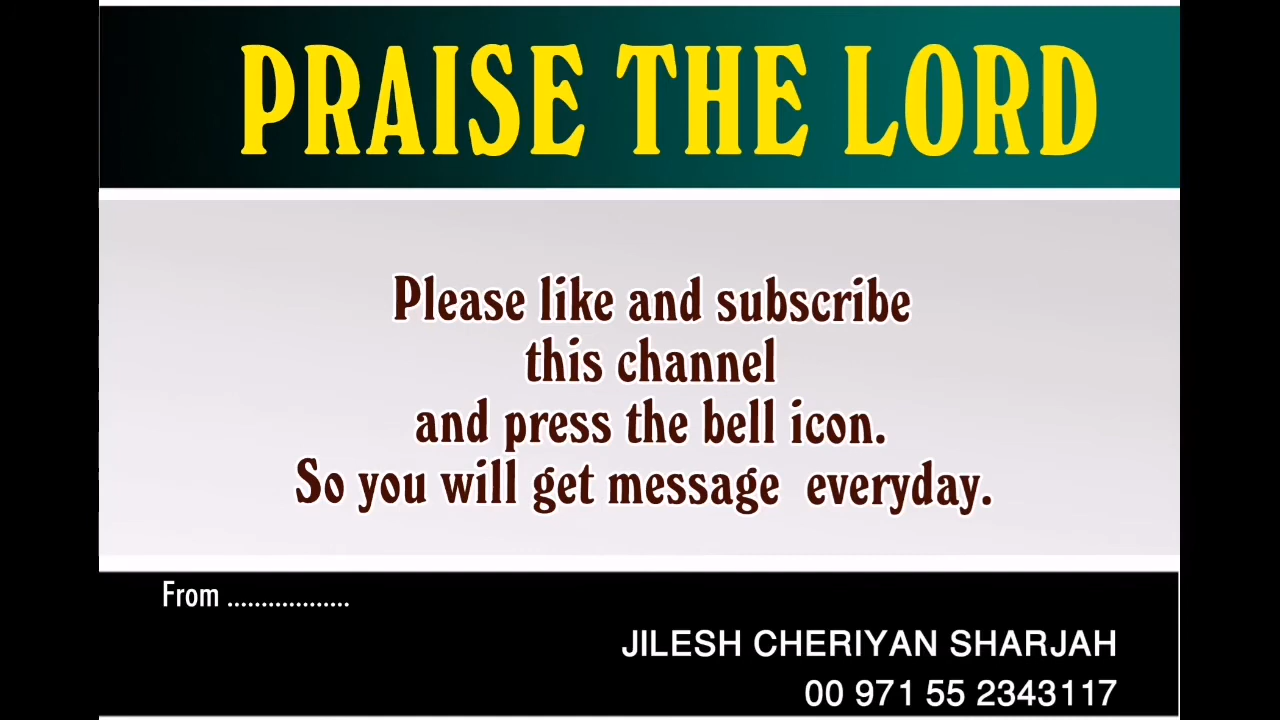 PRAISE THE LORD
Please like and subscribe
this channel
and press the bell icon.
So you will get message everyday.
From ..................
JILESH CHERIYAN SHARJAH
00 971 55 2343117